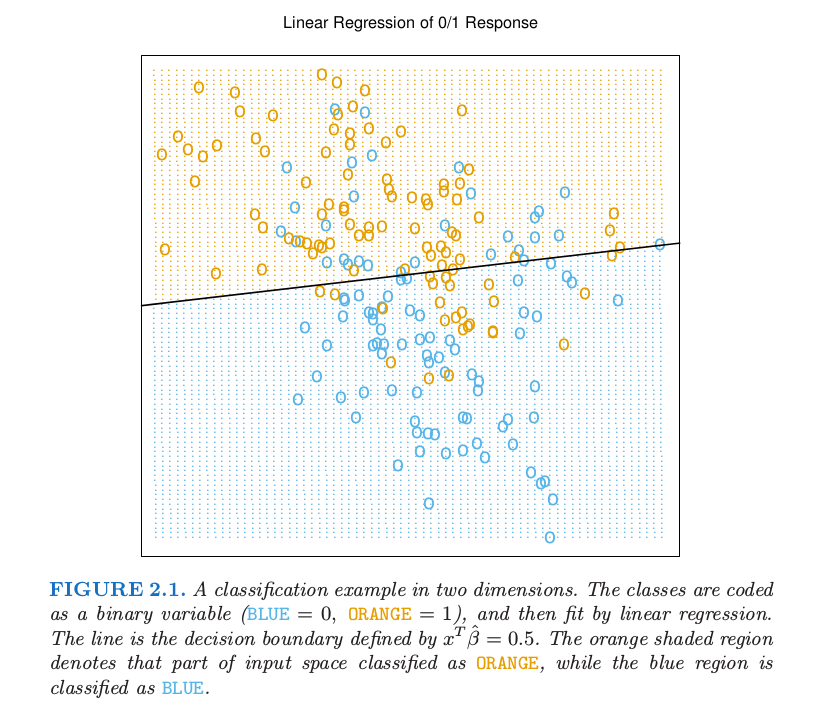 Linear Regression of 0/1 Response
FIGURE 2.1. A classification example in two dimensions. The classes are coded
as a binary variable (BLUE = 0, ORANGE = 1), and then fit by linear regression.
The line is the decision boundary defined by x^T β̂ = 0.5. The orange shaded region
denotes that part of input space classified as ORANGE, while the blue region is
classified as BLUE.